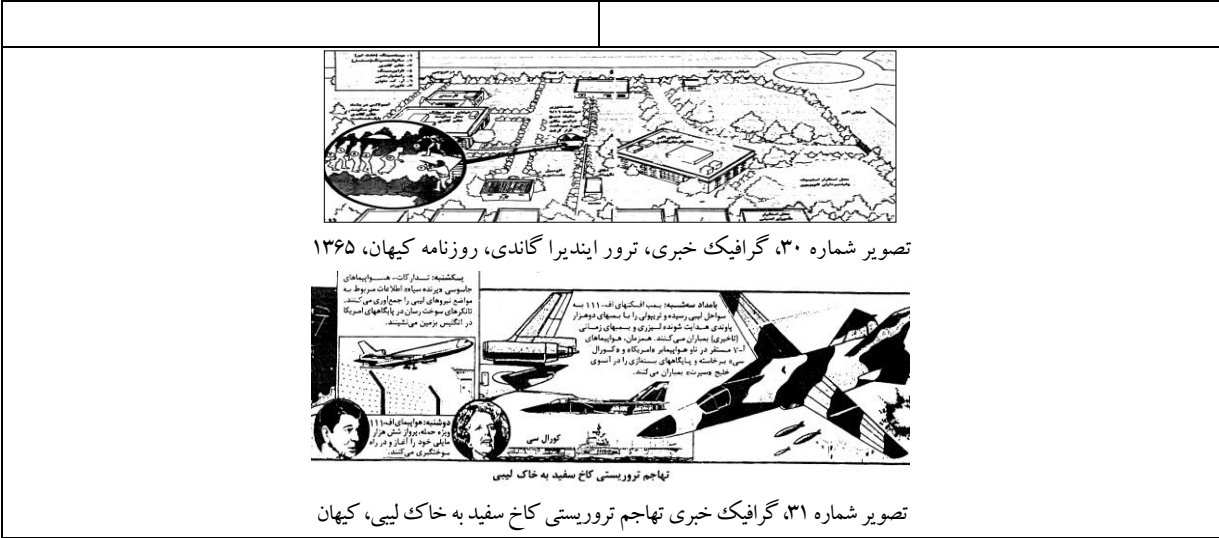 تصویر شماره ۳۰، گرافیک خبری، ترور ایندیرا گاندی، روزنامه کیهان، ۱۳۶۵
یکشنبه: تدارکات- هواپیماهای
جاسوسی «پرنده سیاه» اطلاعات مربوط به
مواضع نیروهای لیبی را جمع‌آوری می‌کنند.
تانکرهای سوخت رسان در پایگاههای امریکا
در انگلیس بزمین می‌نشینند.
بامداد سه‌شنبه: بمب افکنهای اف-۱۱۱ به
سواحل لیبی رسیده و تریپولی را با بمبهای دوهزار
پاوندی هدایت شونده لیزری و بمبهای زمانی
(تاخیری) بمباران می‌کنند. همزمان، هواپیماهای
آ-۷ مستقر در ناو هواپیمابر «امریکا» و «کورال
سی» برخاسته و پایگاههای بنغازی را در آنسوی
خلیج «سیرت» بمباران می‌کنند.
دوشنبه: هواپیمای اف-۱۱۱
ویژه حمله، پرواز شش هزار
مایلی خود را آغاز و در راه
سوختگیری می‌کنند.
کورال سی
تهاجم تروریستی کاخ سفید به خاک لیبی
تصویر شماره ۳۱، گرافیک خبری تهاجم تروریستی کاخ سفید به خاک لیبی، کیهان